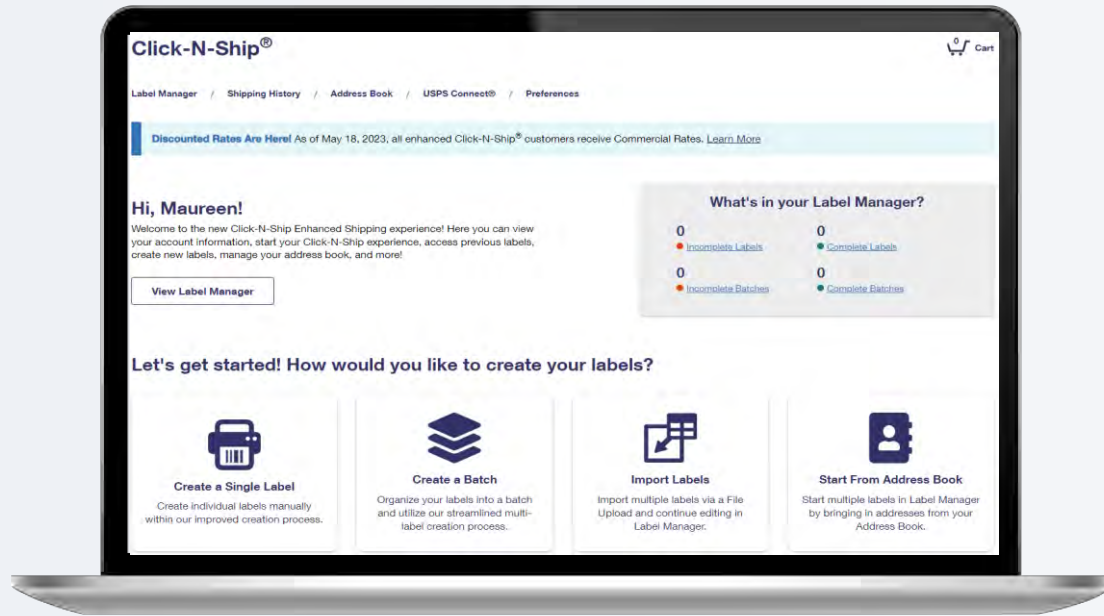 Click-N-Ship®
0
Cart
Label Manager / Shipping History / Address Book / USPS Connect® / Preferences
Discounted Rates Are Here! As of May 18, 2023, all enhanced Click-N-Ship® customers receive Commercial Rates. Learn More
Hi, Maureen!
Welcome to the new Click-N-Ship Enhanced Shipping experience! Here you can view
your account information, start your Click-N-Ship experience, access previous labels,
create new labels, manage your address book, and more!
View Label Manager
What's in your Label Manager?
0 0
Incomplete Labels Complete Labels
0 0
Incomplete Batches Complete Batches
Let's get started! How would you like to create your labels?
Create a Single Label
Create individual labels manually
within our improved creation process.
Create a Batch
Organize your labels into a batch
and utilize our streamlined multi-
label creation process.
Import Labels
Import multiple labels via a File
Upload and continue editing in
Label Manager.
Start From Address Book
Start multiple labels in Label Manager
by bringing in addresses from your
Address Book.